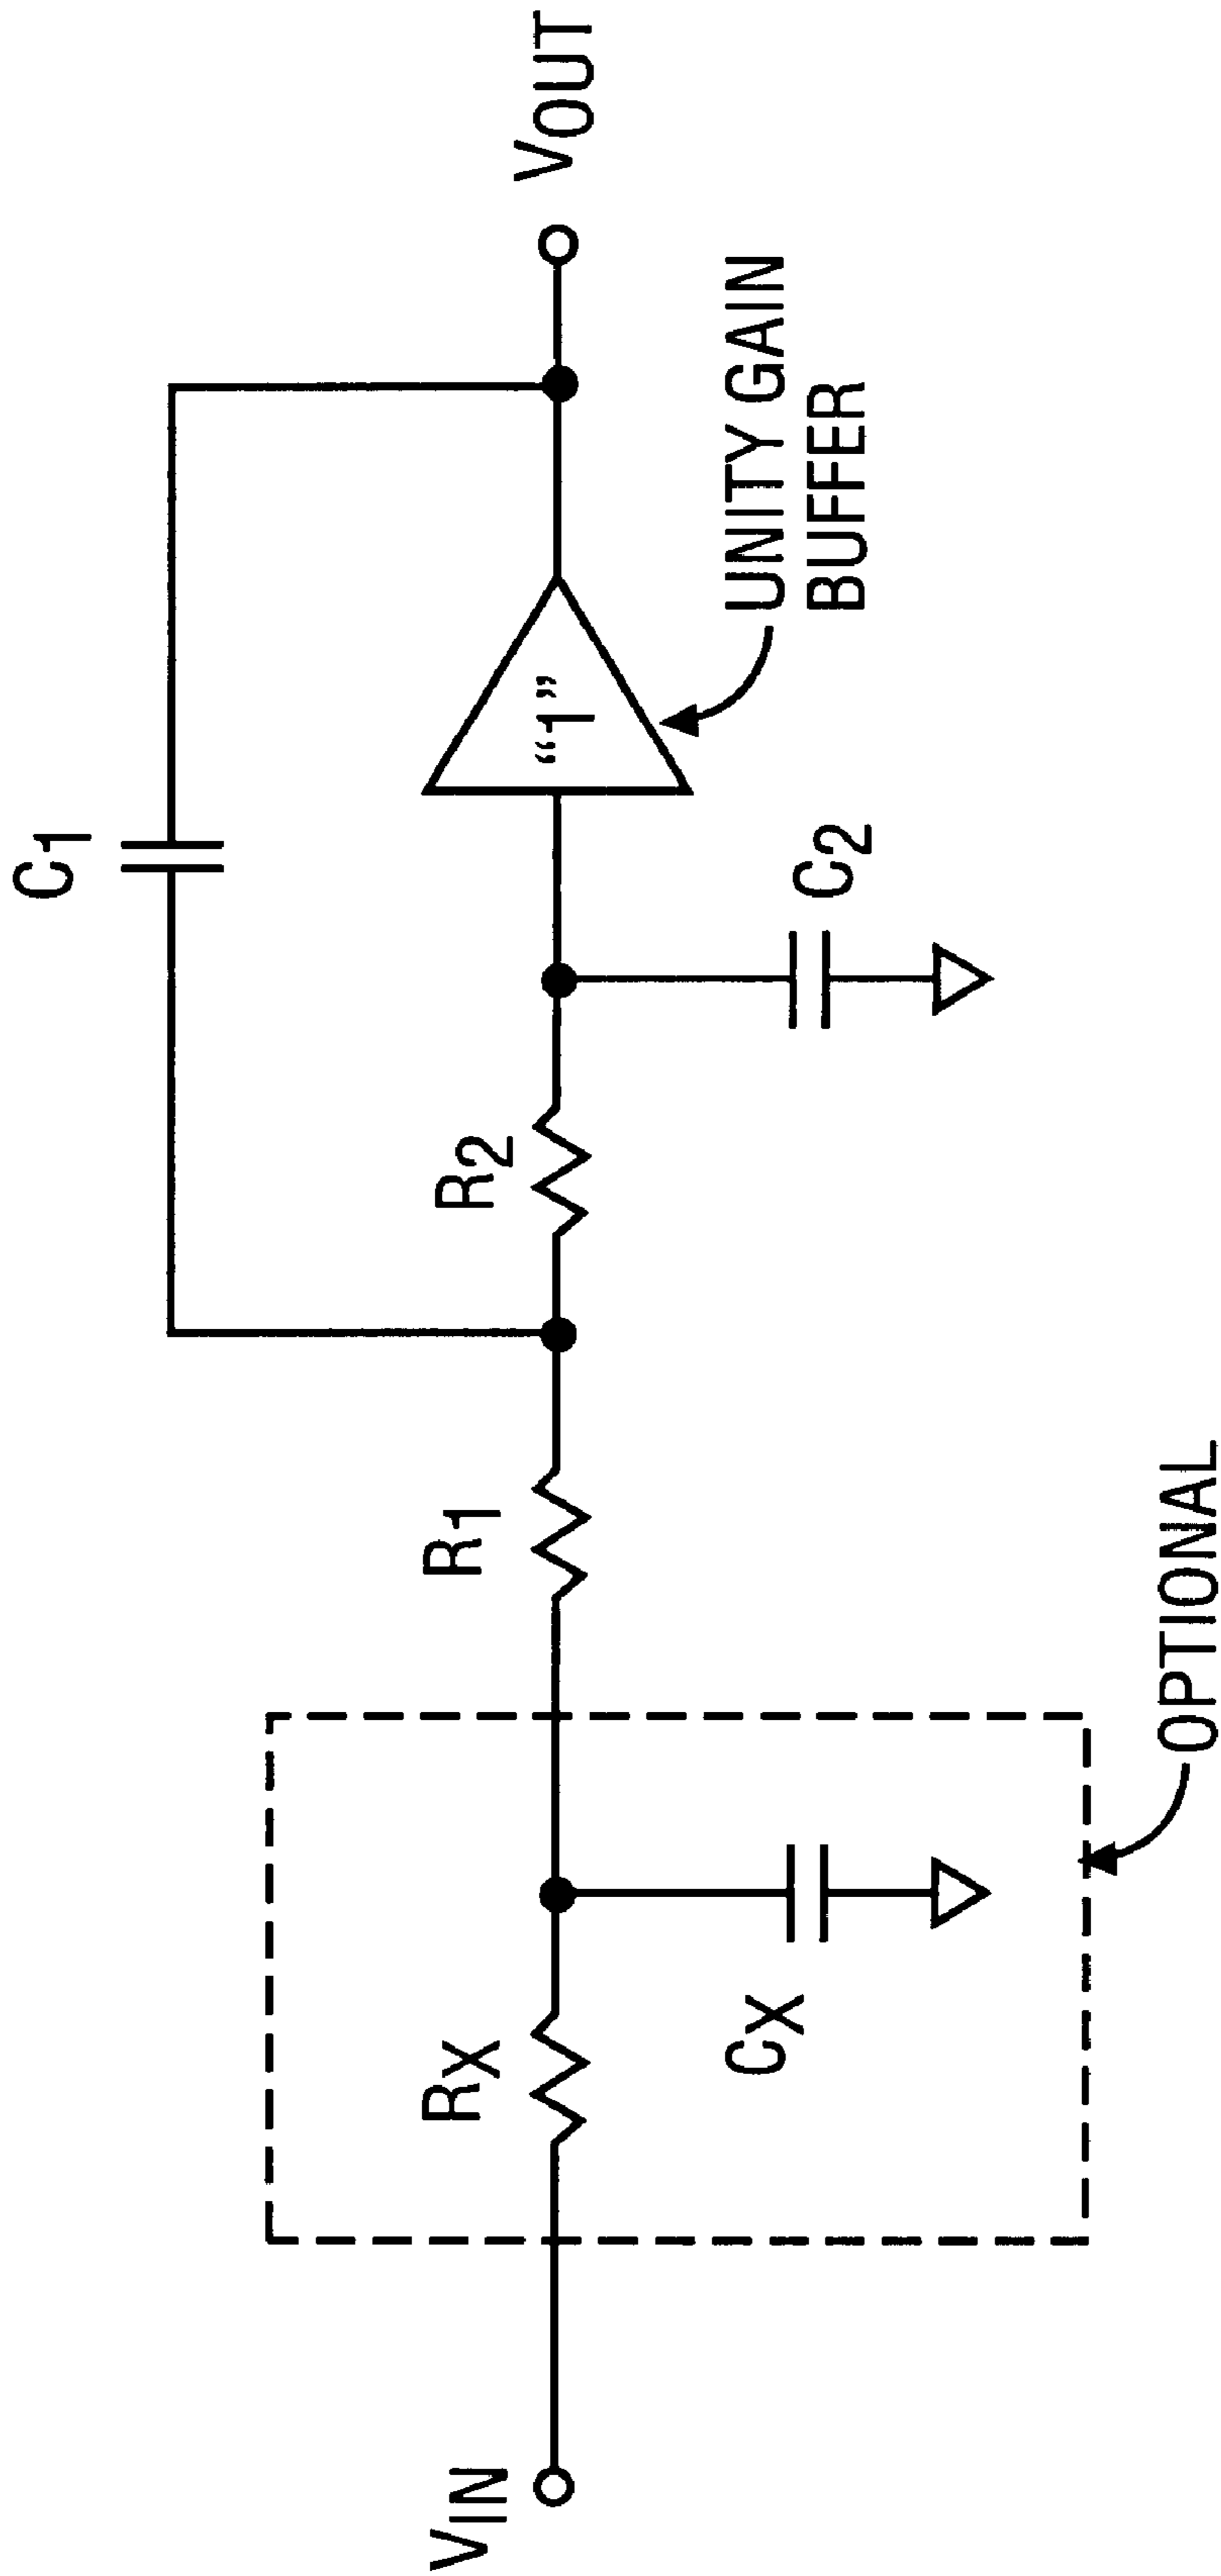 C1
VIN
RX
R1
R2
“1”
VOUT
CX
C2
UNITY GAIN
BUFFER
OPTIONAL